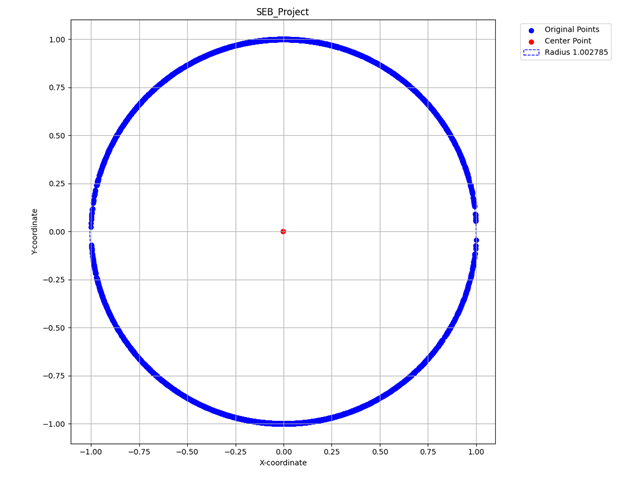 SEB_Project
Original Points
Center Point
Radius 1.002785
1.00
0.75
0.50
0.25
0.00
−0.25
−0.50
−0.75
−1.00
Y-coordinate
−1.00 −0.75 −0.50 −0.25 0.00 0.25 0.50 0.75 1.00
X-coordinate